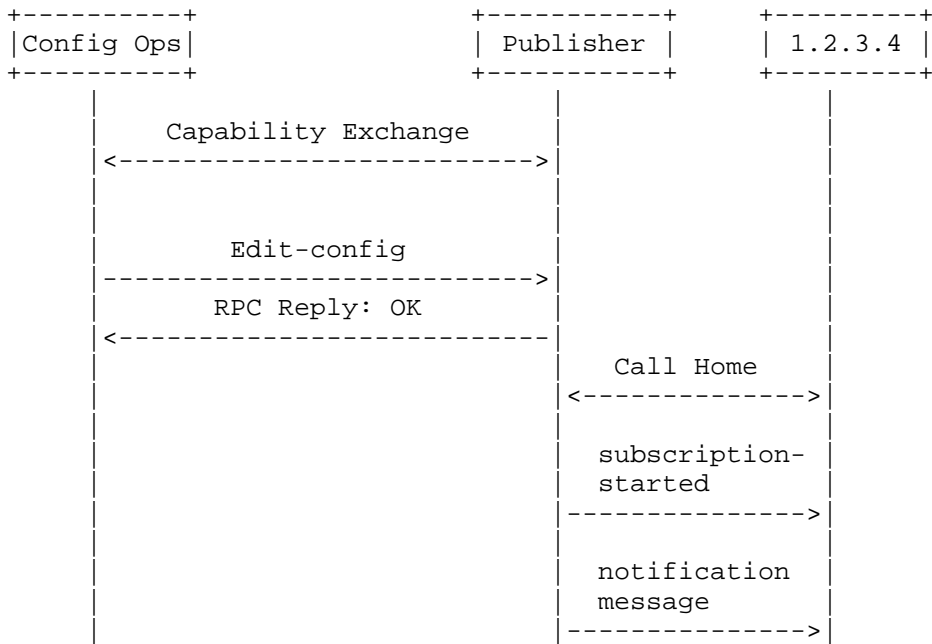 Config Ops Publisher 1.2.3.4
Capability Exchange
Edit-config
RPC Reply: OK
Call Home
subscription-
started
notification
message